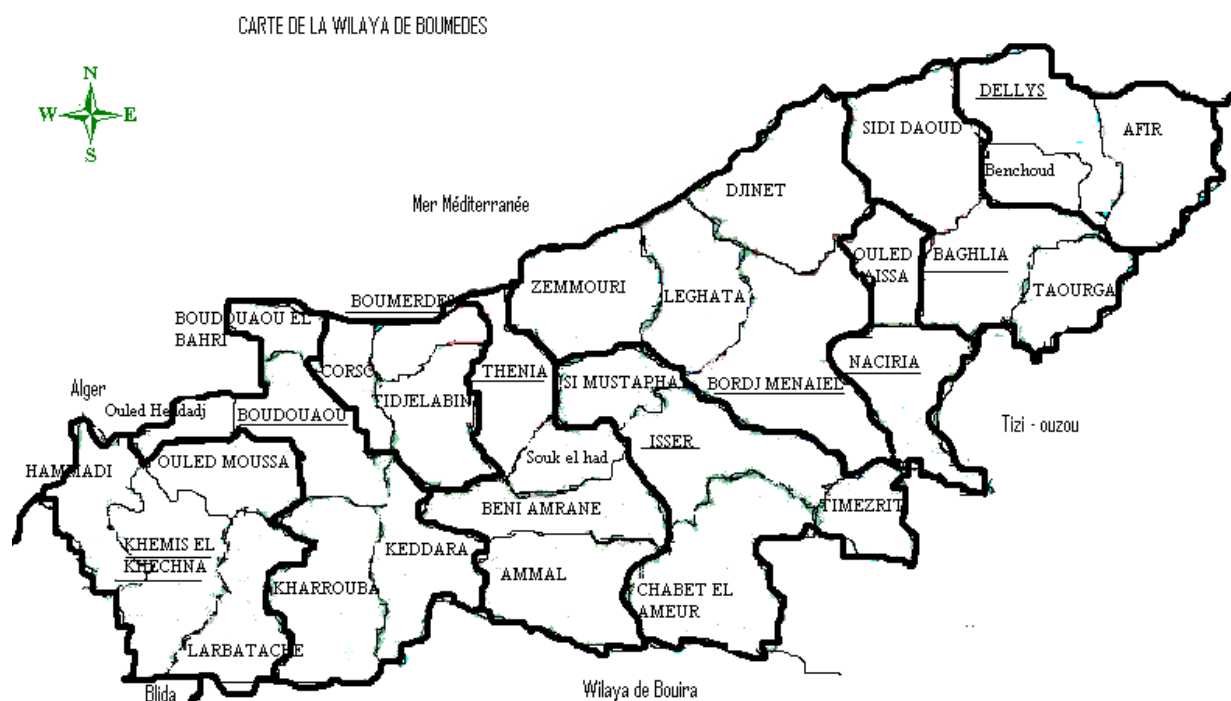 CARTE DE LA WILAYA DE BOUMEDES
N
W E
S
DELLYS
SIDI DAOUD
AFIR
Benchoud
DJINET
Mer Méditerranée
OULED
AISSA
BAGHLIA
ZEMMOURI
LEGHATA
TAOURGA
BOUMERDES
BOUDOUAOU EL
BAHRI
CORSO
THENIA
NACIRIA
SI MUSTAPHA
BORDJ MENAIEL
Alger
TIDJELABIN
Ouled Heddadj
BOUDOUAOU
Tizi - ouzou
ISSER
Souk el had
HAMMADI
OULED MOUSSA
TIMEZRIT
BENI AMRANE
KHEMIS EL
KHECHNA
KEDDARA
AMMAL
KHARROUBA
CHABET EL
AMEUR
LARBATACHE
Blida
Wilaya de Bouira